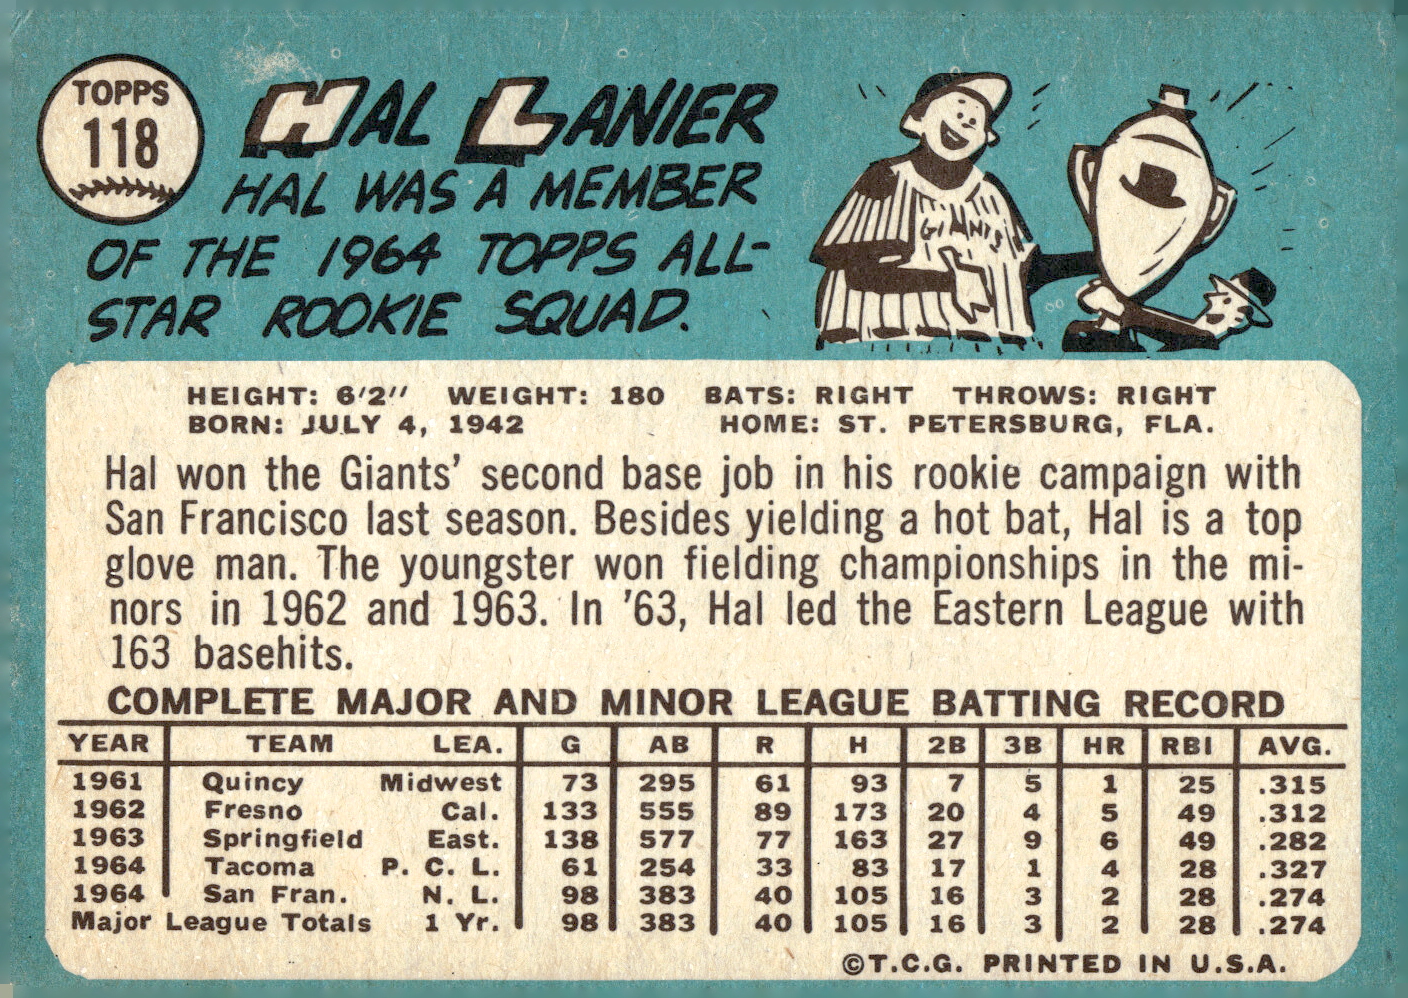 TOPPS
118
HAL LANIER
HAL WAS A MEMBER
OF THE 1964 TOPPS ALL-
STAR ROOKIE SQUAD.
GIANTS
HEIGHT: 6'2" WEIGHT: 180 BATS: RIGHT THROWS: RIGHT
BORN: JULY 4, 1942 HOME: ST. PETERSBURG, FLA.
Hal won the Giants' second base job in his rookie campaign with
San Francisco last season. Besides yielding a hot bat, Hal is a top
glove man. The youngster won fielding championships in the mi-
nors in 1962 and 1963. In '63, Hal led the Eastern League with
163 basehits.
COMPLETE MAJOR AND MINOR LEAGUE BATTING RECORD
YEAR TEAM LEA. G AB R H 2B 3B HR RBI AVG.
1961 Quincy Midwest 73 295 61 93 7 5 1 25 .315
1962 Fresno Cal. 133 555 89 173 20 4 5 49 .312
1963 Springfield East. 138 577 77 163 27 9 6 49 .282
1964 Tacoma P. C. L. 61 254 33 83 17 1 4 28 .327
1964 San Fran. N. L. 98 383 40 105 16 3 2 28 .274
Major League Totals 1 Yr. 98 383 40 105 16 3 2 28 .274
©T.C.G. PRINTED IN U.S.A.